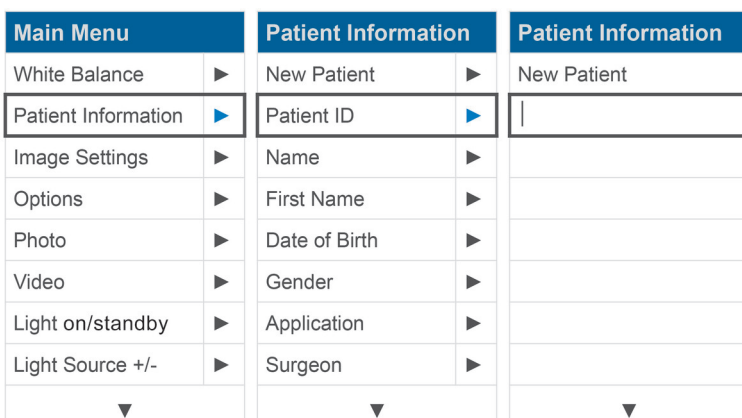 Main Menu
White Balance
Patient Information
Image Settings
Options
Photo
Video
Light on/standby
Light Source +/-
Patient Information
New Patient
Patient ID
Name
First Name
Date of Birth
Gender
Application
Surgeon
Patient Information
New Patient